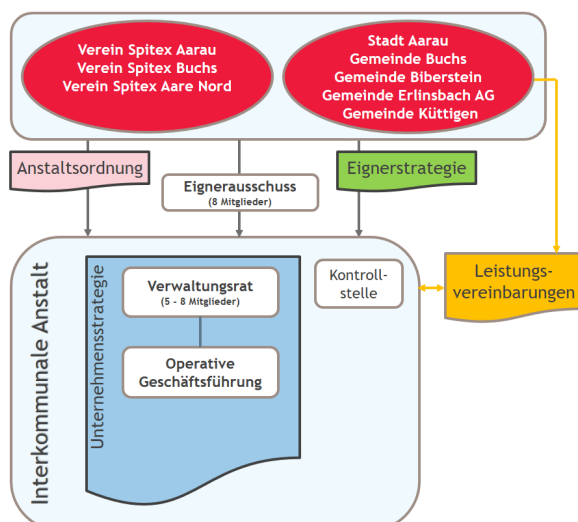 Verein Spitex Aarau
Verein Spitex Buchs
Verein Spitex Aare Nord
Stadt Aarau
Gemeinde Buchs
Gemeinde Biberstein
Gemeinde Erlinsbach AG
Gemeinde Küttigen
Anstaltsordnung
Eignerausschuss
(8 Mitglieder)
Eignerstrategie
Interkommunale Anstalt
Unternehmensstrategie
Verwaltungsrat
(5 - 8 Mitglieder)
Operative
Geschäftsführung
Kontroll-
stelle
Leistungs-
vereinbarungen